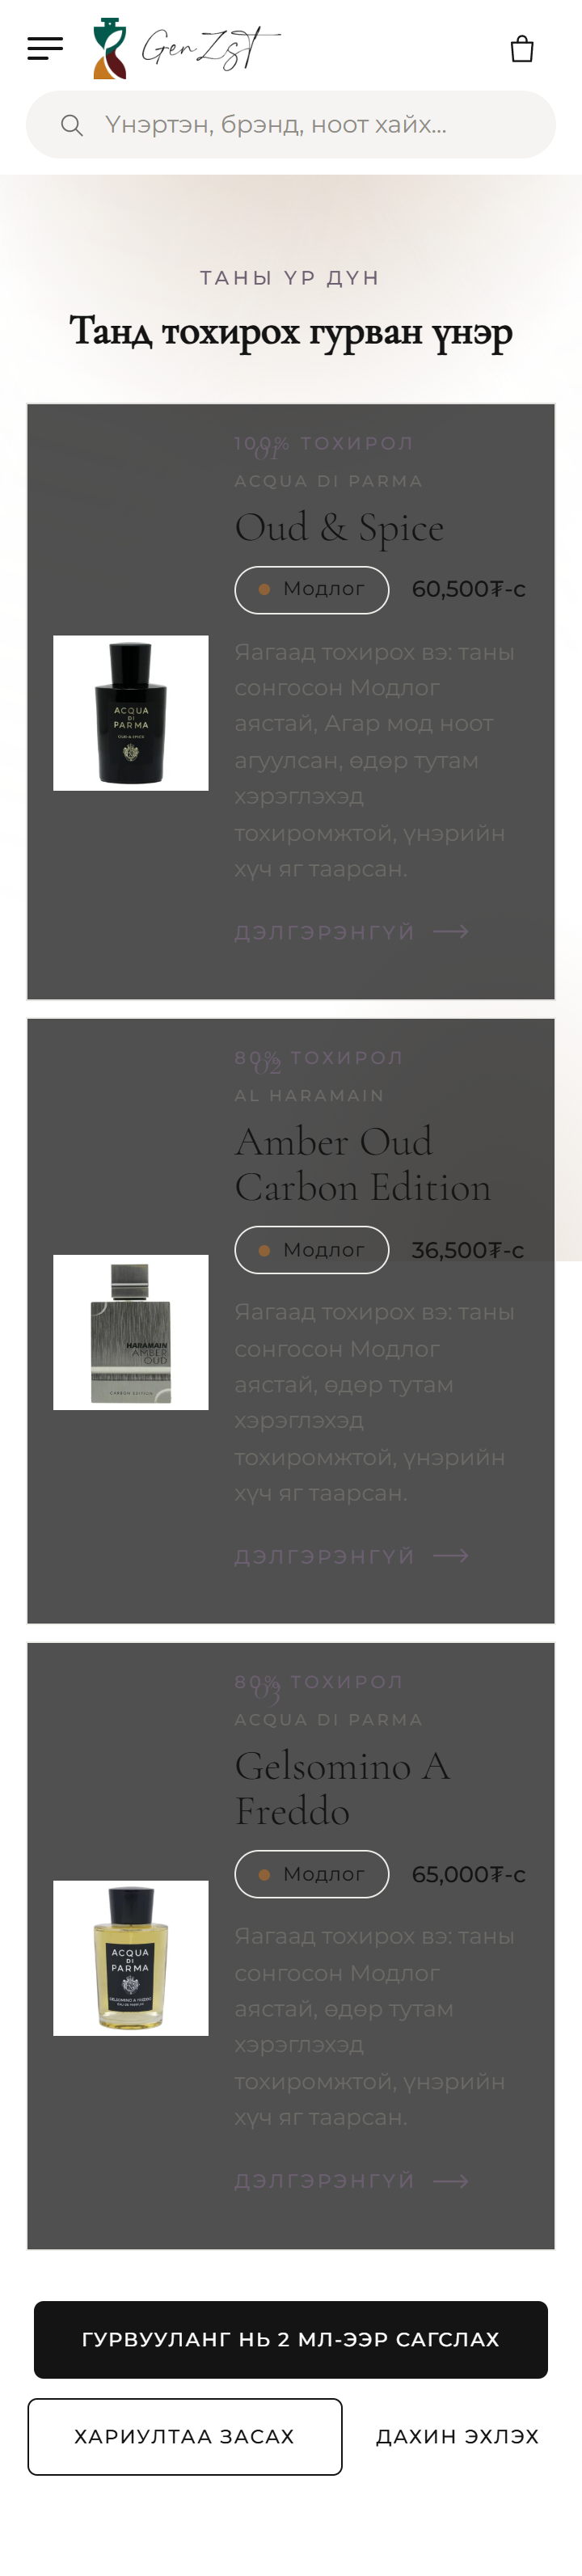 GenZST
Үнэртэн, брэнд, ноот хайх...
ТАНЫ ҮР ДҮН
Танд тохирох гурван үнэр
01
100% ТОХИРОЛ
ACQUA DI PARMA
Oud & Spice
Модлог 60,500₮-с
Яагаад тохирох вэ: таны
сонгосон Модлог
аястай, Агар мод ноот
агуулсан, өдөр тутам
хэрэглэхэд
тохиромжтой, үнэрийн
хүч яг таарсан.
ДЭЛГЭРЭНГҮЙ →
ACQUA
DI
PARMA
OUD & SPICE
02
80% ТОХИРОЛ
AL HARAMAIN
Amber Oud
Carbon Edition
Модлог 36,500₮-с
Яагаад тохирох вэ: таны
сонгосон Модлог
аястай, өдөр тутам
хэрэглэхэд
тохиромжтой, үнэрийн
хүч яг таарсан.
ДЭЛГЭРЭНГҮЙ →
HARAMAIN
AMBER
OUD
CARBON EDITION
03
80% ТОХИРОЛ
ACQUA DI PARMA
Gelsomino A
Freddo
Модлог 65,000₮-с
Яагаад тохирох вэ: таны
сонгосон Модлог
аястай, өдөр тутам
хэрэглэхэд
тохиромжтой, үнэрийн
хүч яг таарсан.
ДЭЛГЭРЭНГҮЙ →
ACQUA
DI
PARMA
GELSOMINO A FREDDO
ГУРВУУЛАНГ НЬ 2 МЛ-ЭЭР САГСЛАХ
ХАРИУЛТАА ЗАСАХ
ДАХИН ЭХЛЭХ